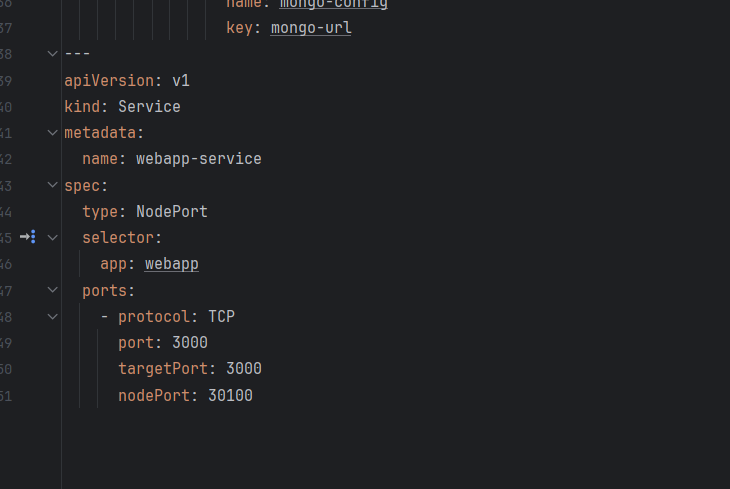 36 name: mongo-config
37 key: mongo-url
38 ---
39 apiVersion: v1
40 kind: Service
41 metadata:
42 name: webapp-service
43 spec:
44 type: NodePort
45 selector:
46 app: webapp
47 ports:
48 - protocol: TCP
49 port: 3000
50 targetPort: 3000
51 nodePort: 30100